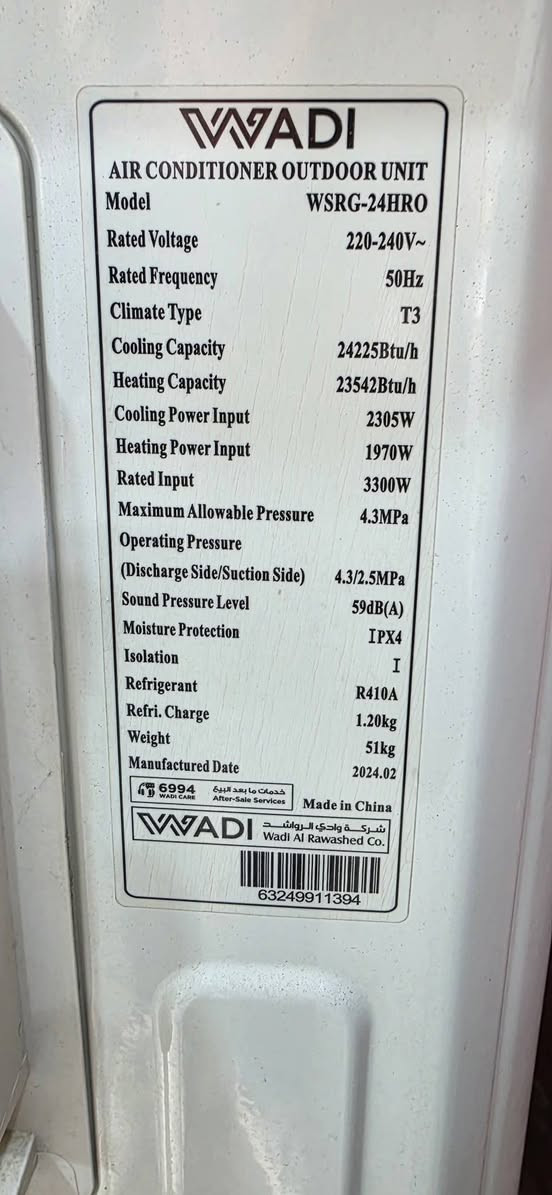 WADI
AIR CONDITIONER OUTDOOR UNIT
Model WSRG-24HRO
Rated Voltage 220-240V~
Rated Frequency 50Hz
Climate Type T3
Cooling Capacity 24225Btu/h
Heating Capacity 23542Btu/h
Cooling Power Input 2305W
Heating Power Input 1970W
Rated Input 3300W
Maximum Allowable Pressure 4.3MPa
Operating Pressure
(Discharge Side/Suction Side) 4.3/2.5MPa
Sound Pressure Level 59dB(A)
Moisture Protection IPX4
Isolation I
Refrigerant R410A
Refri. Charge 1.20kg
Weight 51kg
Manufactured Date 2024.02
6994 خدمات ما بعد البيع
WADI CARE After-Sale Services
Made in China
WADI شركة وادي الرواشد
Wadi Al Rawashed Co.
63249911394